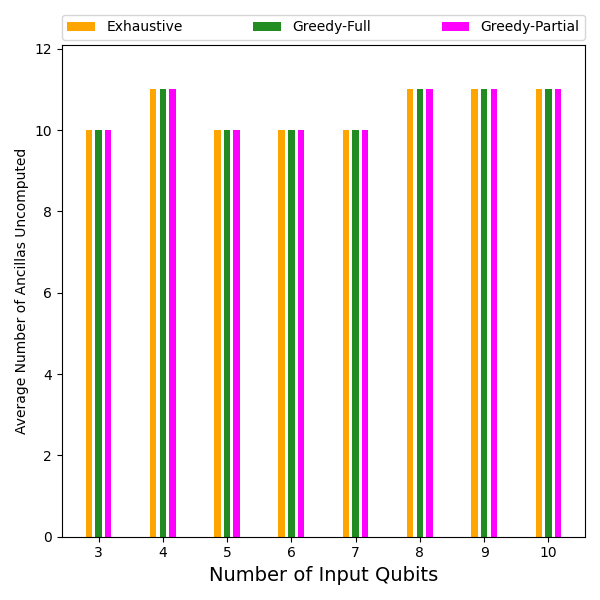 Exhaustive Greedy-Full Greedy-Partial
12
10
8
6
4
2
0
Average Number of Ancillas Uncomputed
3 4 5 6 7 8 9 10
Number of Input Qubits